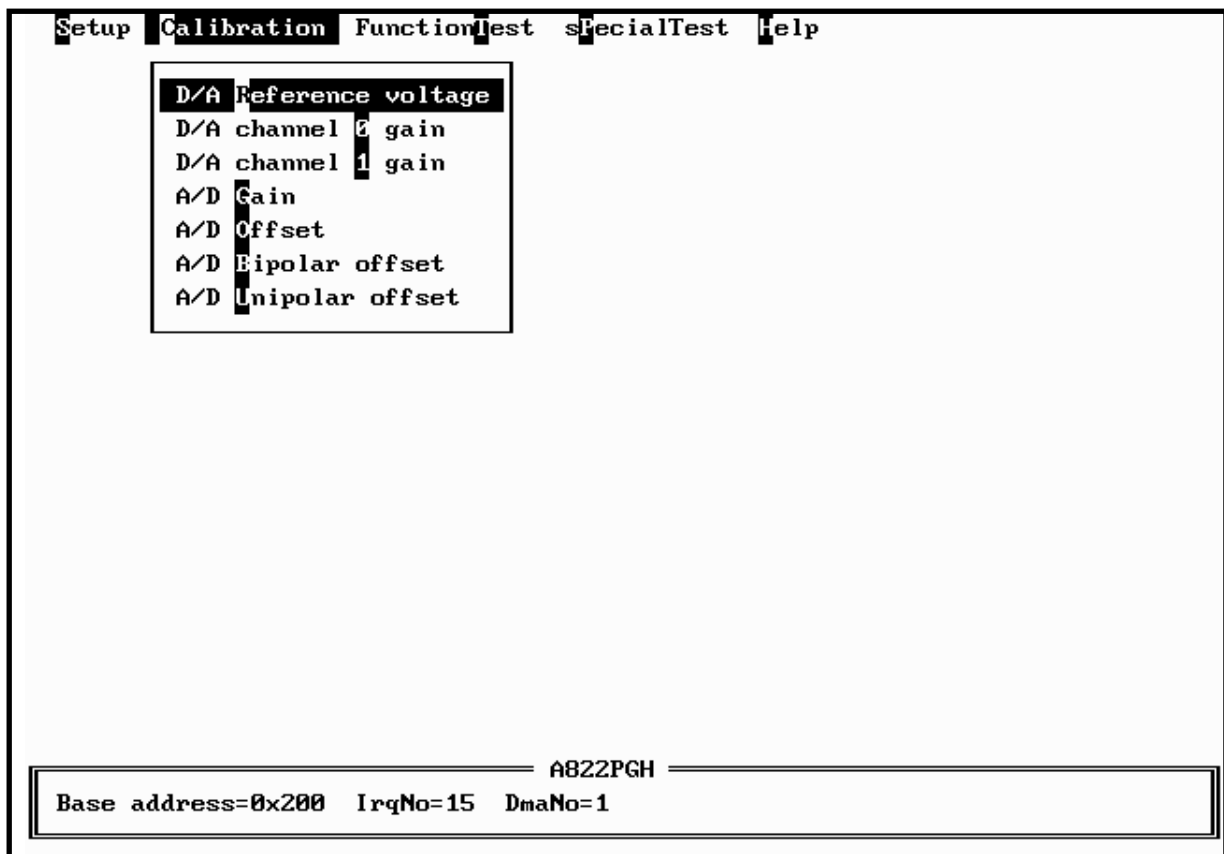 Setup Calibration FunctionTest sPecialTest Help
D/A Reference voltage
D/A channel 0 gain
D/A channel 1 gain
A/D Gain
A/D Offset
A/D Bipolar offset
A/D Unipolar offset
A822PGH
Base address=0x200 IrqNo=15 DmaNo=1